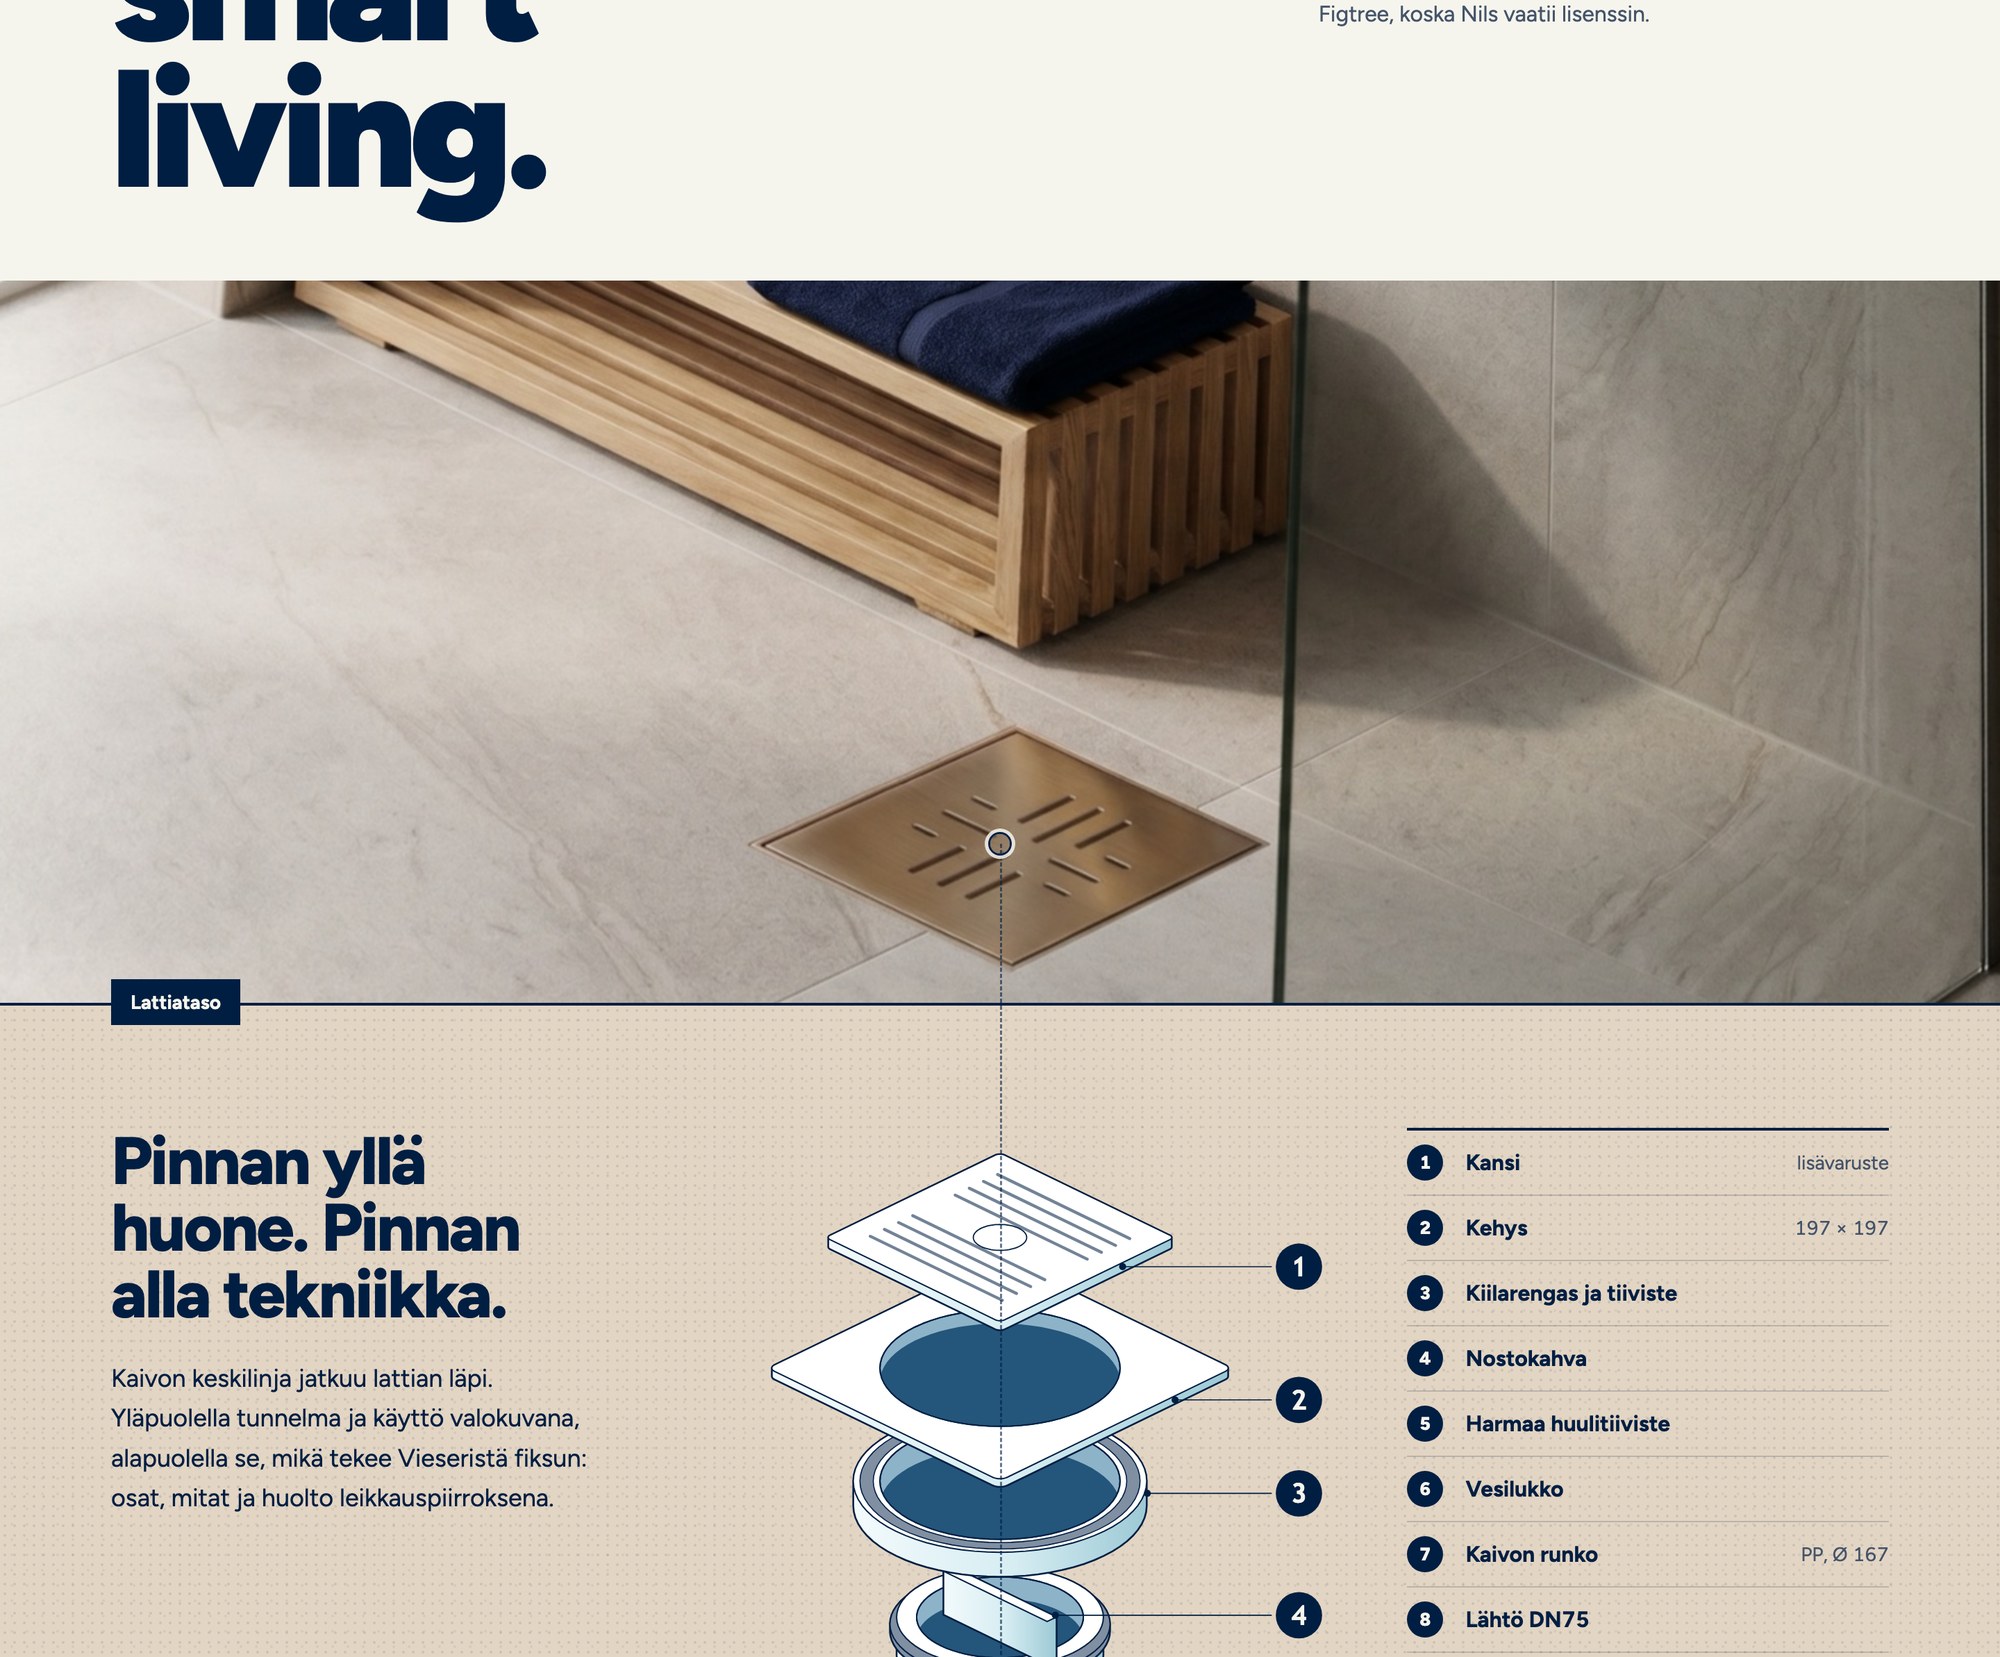 smart
Figtree, koska Nils vaatii lisenssin.
living.
Lattiataso
Pinnan yllä
huone. Pinnan
alla tekniikka.
Kaivon keskilinja jatkuu lattian läpi.
Yläpuolella tunnelma ja käyttö valokuvana,
alapuolella se, mikä tekee Vieseristä fiksun:
osat, mitat ja huolto leikkauspiirroksena.
1
2
3
4
1 Kansi lisävaruste
2 Kehys 197 × 197
3 Kiilarengas ja tiiviste
4 Nostokahva
5 Harmaa huulitiiviste
6 Vesilukko
7 Kaivon runko PP, Ø 167
8 Lähtö DN75